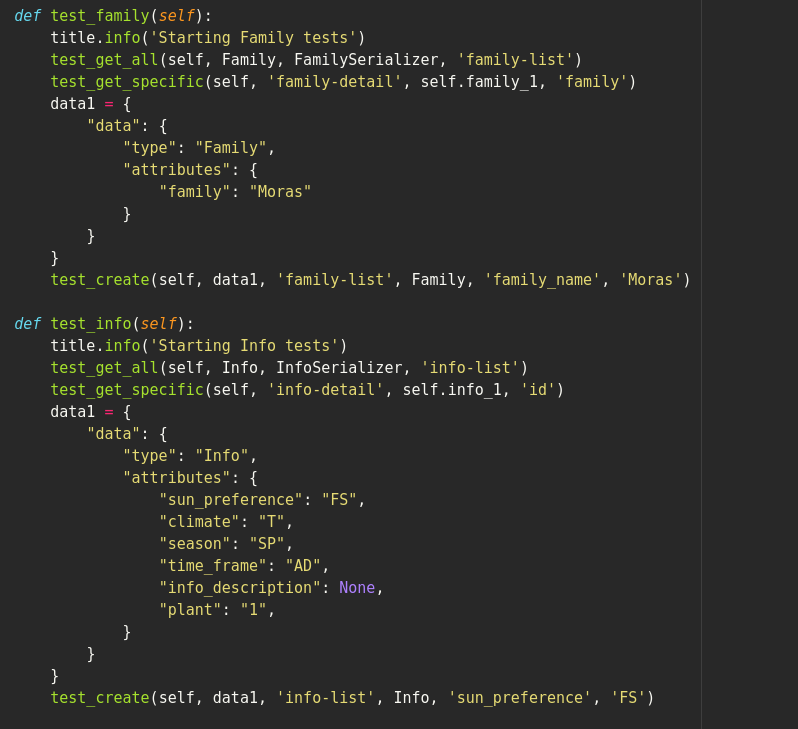 def test_family(self):
    title.info('Starting Family tests')
    test_get_all(self, Family, FamilySerializer, 'family-list')
    test_get_specific(self, 'family-detail', self.family_1, 'family')
    data1 = {
        "data": {
            "type": "Family",
            "attributes": {
                "family": "Moras"
            }
        }
    }
    test_create(self, data1, 'family-list', Family, 'family_name', 'Moras')

def test_info(self):
    title.info('Starting Info tests')
    test_get_all(self, Info, InfoSerializer, 'info-list')
    test_get_specific(self, 'info-detail', self.info_1, 'id')
    data1 = {
        "data": {
            "type": "Info",
            "attributes": {
                "sun_preference": "FS",
                "climate": "T",
                "season": "SP",
                "time_frame": "AD",
                "info_description": None,
                "plant": "1",
            }
        }
    }
    test_create(self, data1, 'info-list', Info, 'sun_preference', 'FS')